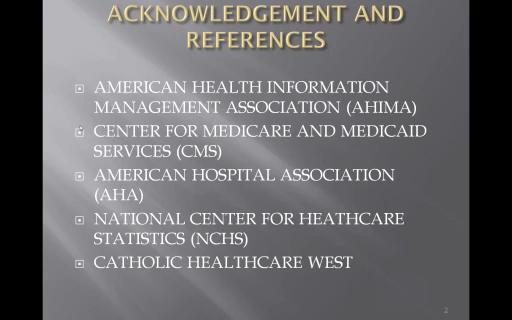 ACKNOWLEDGEMENT AND
REFERENCES
AMERICAN HEALTH INFORMATION
MANAGEMENT ASSOCIATION (AHIMA)
CENTER FOR MEDICARE AND MEDICAID
SERVICES (CMS)
AMERICAN HOSPITAL ASSOCIATION
(AHA)
NATIONAL CENTER FOR HEATHCARE
STATISTICS (NCHS)
CATHOLIC HEALTHCARE WEST
2